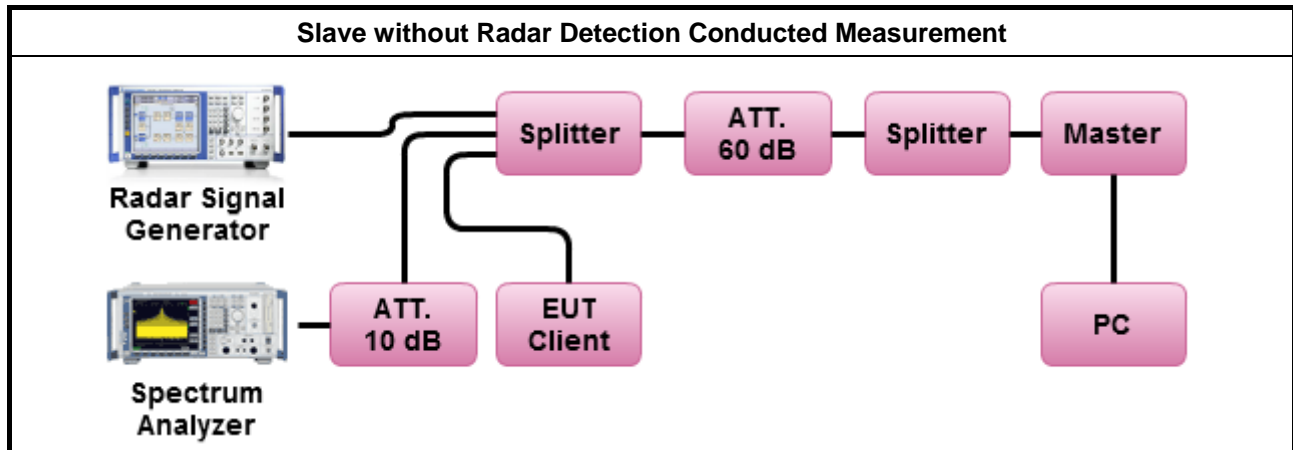 Slave without Radar Detection Conducted Measurement
Radar Signal
Generator
Splitter
ATT.
60 dB
Splitter
Master
Spectrum
Analyzer
ATT.
10 dB
EUT
Client
PC